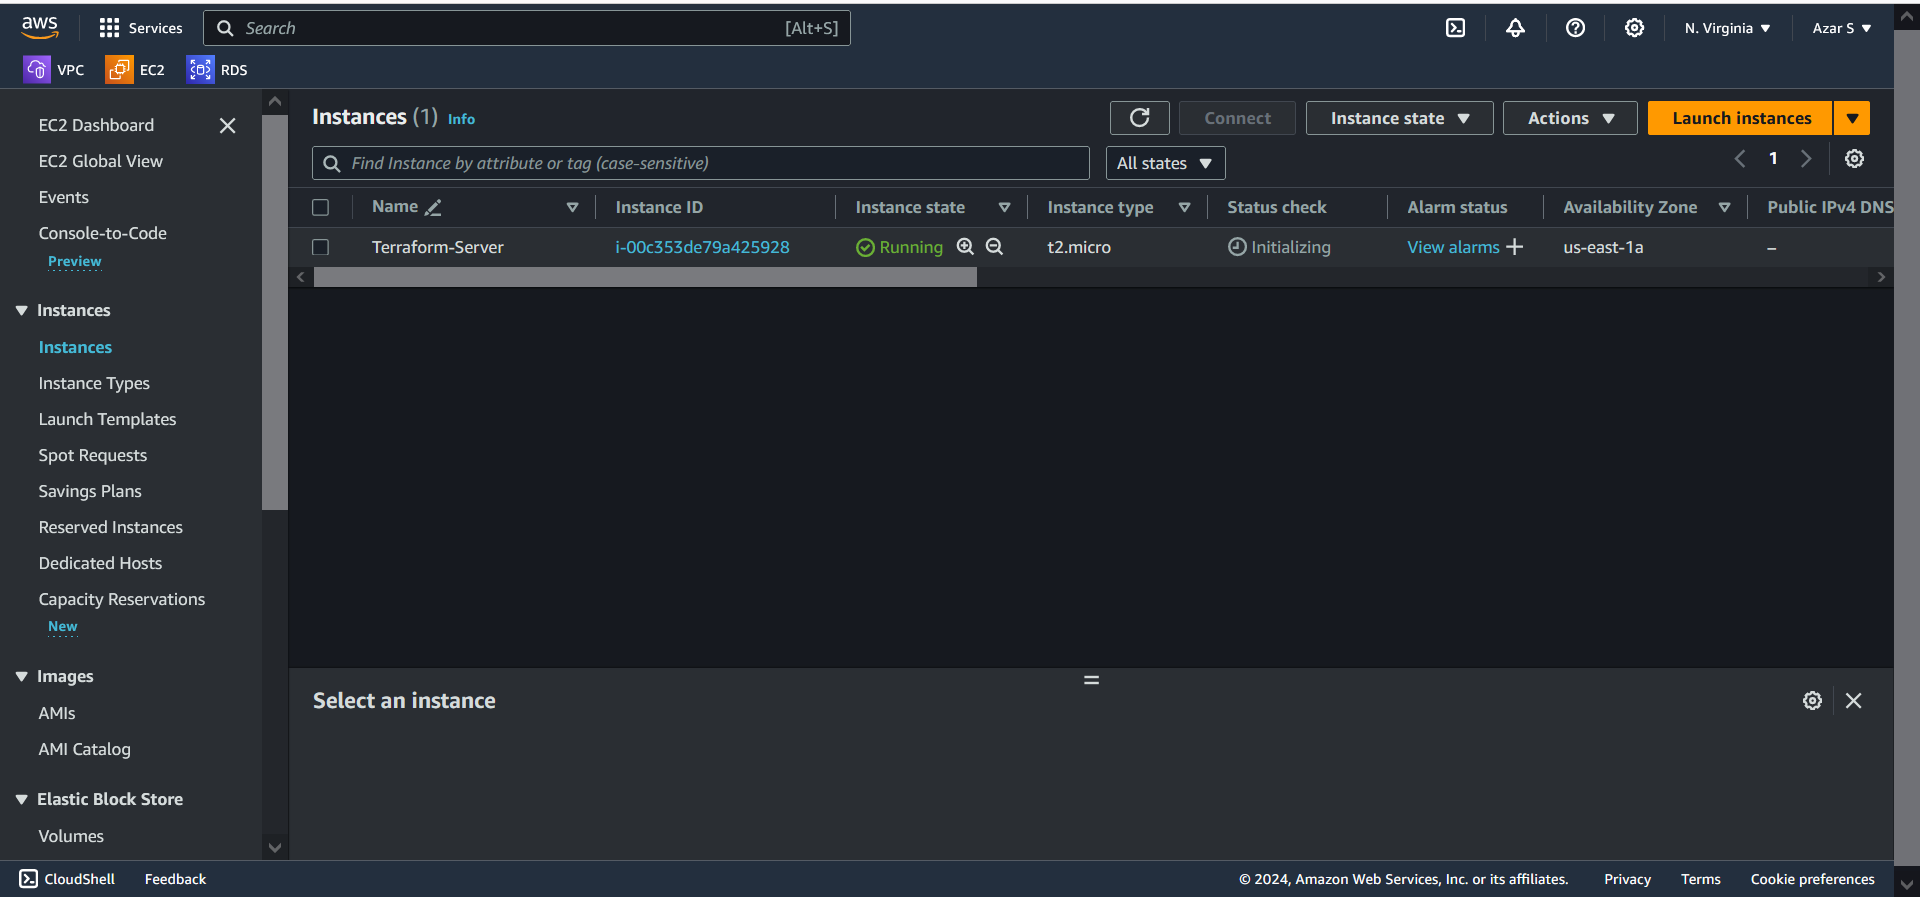 aws
Services
Search
[Alt+S]
N. Virginia
Azar S
VPC
EC2
RDS
EC2 Dashboard
EC2 Global View
Events
Console-to-Code
Preview
Instances
Instances
Instance Types
Launch Templates
Spot Requests
Savings Plans
Reserved Instances
Dedicated Hosts
Capacity Reservations
New
Images
AMIs
AMI Catalog
Elastic Block Store
Volumes
Instances (1) Info
Connect
Instance state
Actions
Launch instances
Find Instance by attribute or tag (case-sensitive)
All states
1
Name
Instance ID
Instance state
Instance type
Status check
Alarm status
Availability Zone
Public IPv4 DNS
Terraform-Server
i-00c353de79a425928
Running
t2.micro
Initializing
View alarms
us-east-1a
–
Select an instance
CloudShell
Feedback
© 2024, Amazon Web Services, Inc. or its affiliates.
Privacy
Terms
Cookie preferences